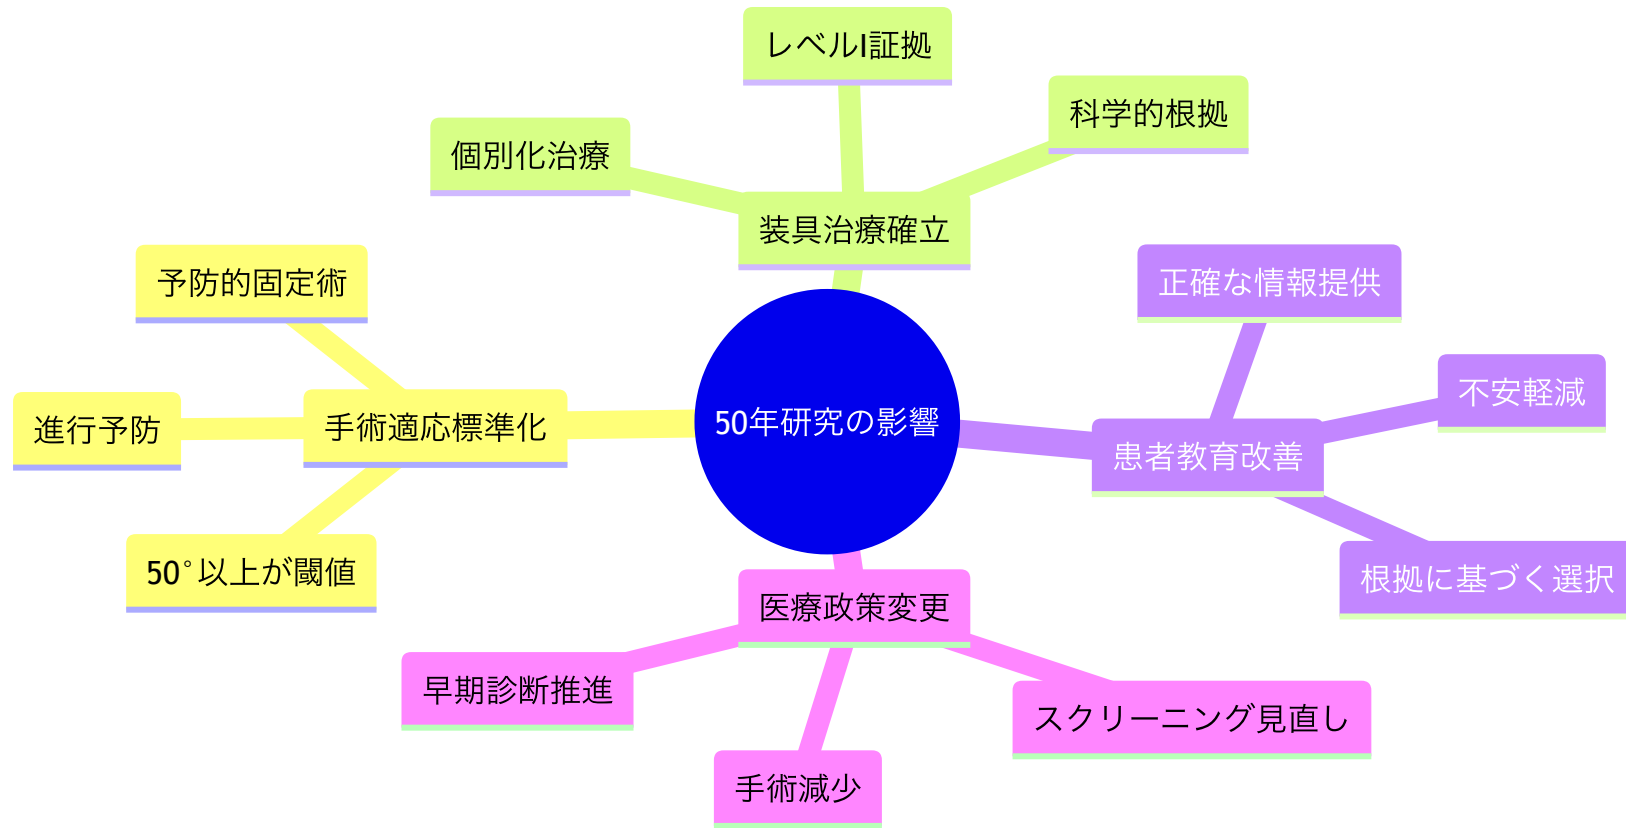 レベルI証拠
科学的根拠
個別化治療
装具治療確立
予防的固定術
正確な情報提供
進行予防
手術適応標準化
50年研究の影響
不安軽減
患者教育改善
50°以上が閾値
根拠に基づく選択
医療政策変更
早期診断推進
スクリーニング見直し
手術減少